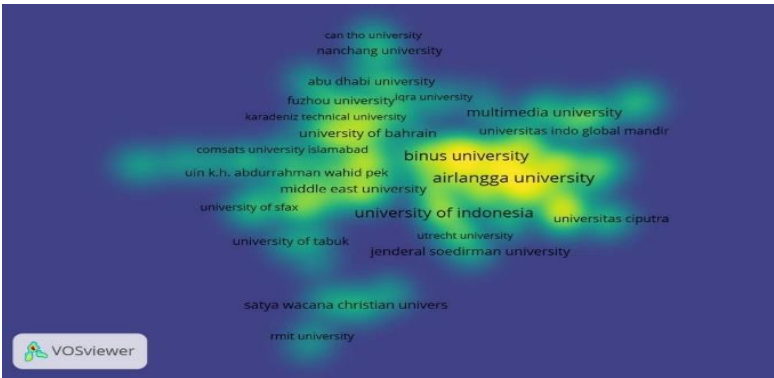 can tho university
nanchang university
abu dhabi university
fuzhou university
iqra university
karadeniz technical university
multimedia university
university of bahrain
universitas indo global mandir
comsats university islamabad
binus university
uin k.h. abdurrahman wahid pek
airlangga university
middle east university
university of sfax
university of indonesia
universitas ciputra
utrecht university
university of tabuk
jenderal soedirman university
satya wacana christian univers
rmit university
VOSviewer